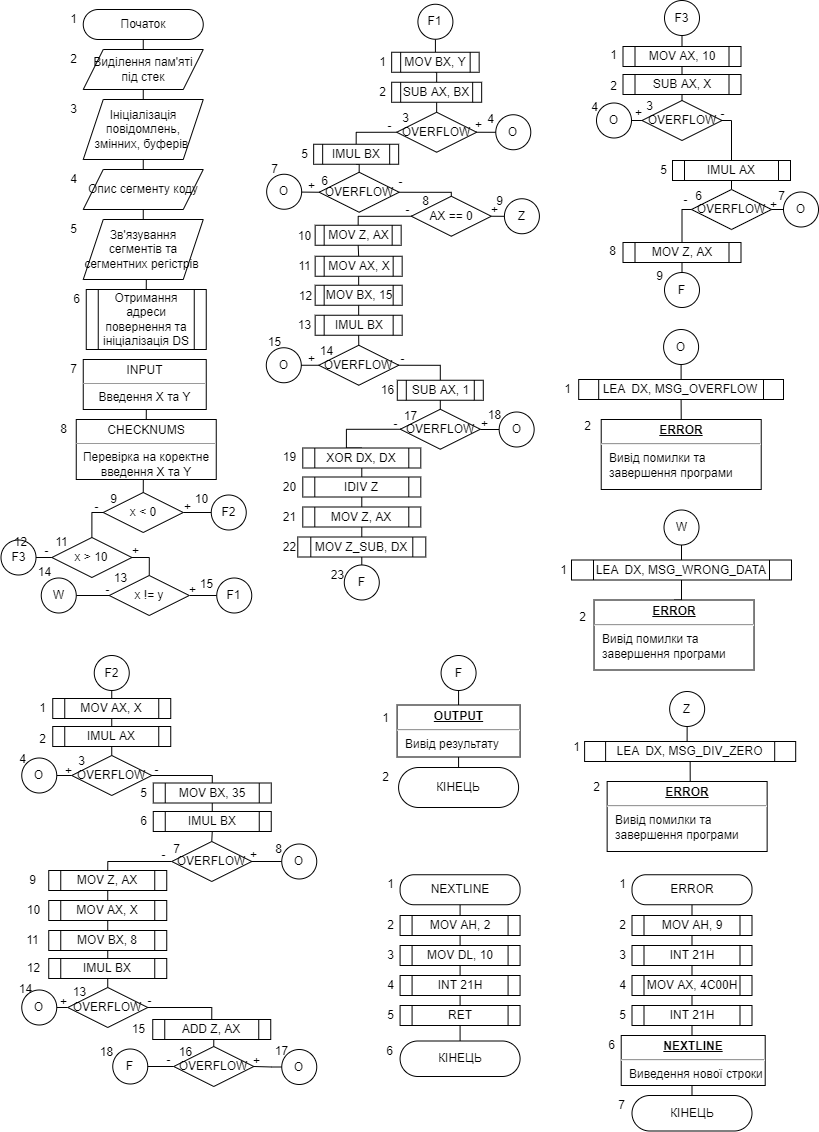 1
Початок
2
Виділення пам'яті
під стек
3
Ініціалізація
повідомлень,
змінних, буферів
4
Опис сегменту коду
5
Зв'язування
сегментів та
сегментних регістрів
6
Отримання
адреси
повернення та
ініціалізація DS
7
INPUT
Введення X та Y
8
CHECKNUMS
Перевірка на коректне
введення X та Y
9
x < 0
-
+
10
F2
11
x > 10
-
+
12
F3
13
x != y
-
+
14
W
15
F1
F1
1
MOV BX, Y
2
SUB AX, BX
3
OVERFLOW
-
+
4
O
5
IMUL BX
6
OVERFLOW
+
-
7
O
8
AX == 0
-
+
9
Z
10
MOV Z, AX
11
MOV AX, X
12
MOV BX, 15
13
IMUL BX
14
OVERFLOW
+
-
15
O
16
SUB AX, 1
17
OVERFLOW
-
+
18
O
19
XOR DX, DX
20
IDIV Z
21
MOV Z, AX
22
MOV Z_SUB, DX
23
F
F3
1
MOV AX, 10
2
SUB AX, X
3
OVERFLOW
+
-
4
O
5
IMUL AX
6
OVERFLOW
-
+
7
O
8
MOV Z, AX
9
F
O
1
LEA DX, MSG_OVERFLOW
2
ERROR
Вивід помилки та
завершення програми
W
1
LEA DX, MSG_WRONG_DATA
2
ERROR
Вивід помилки та
завершення програми
Z
1
LEA DX, MSG_DIV_ZERO
2
ERROR
Вивід помилки та
завершення програми
F2
1
MOV AX, X
2
IMUL AX
3
OVERFLOW
+
-
4
O
5
MOV BX, 35
6
IMUL BX
7
OVERFLOW
-
+
8
O
9
MOV Z, AX
10
MOV AX, X
11
MOV BX, 8
12
IMUL BX
13
OVERFLOW
+
-
14
O
15
ADD Z, AX
16
OVERFLOW
-
+
17
O
18
F
F
1
OUTPUT
Вивід результату
2
КІНЕЦЬ
1
NEXTLINE
2
MOV AH, 2
3
MOV DL, 10
4
INT 21H
5
RET
6
КІНЕЦЬ
1
ERROR
2
MOV AH, 9
3
INT 21H
4
MOV AX, 4C00H
5
INT 21H
6
NEXTLINE
Виведення нової строки
7
КІНЕЦЬ